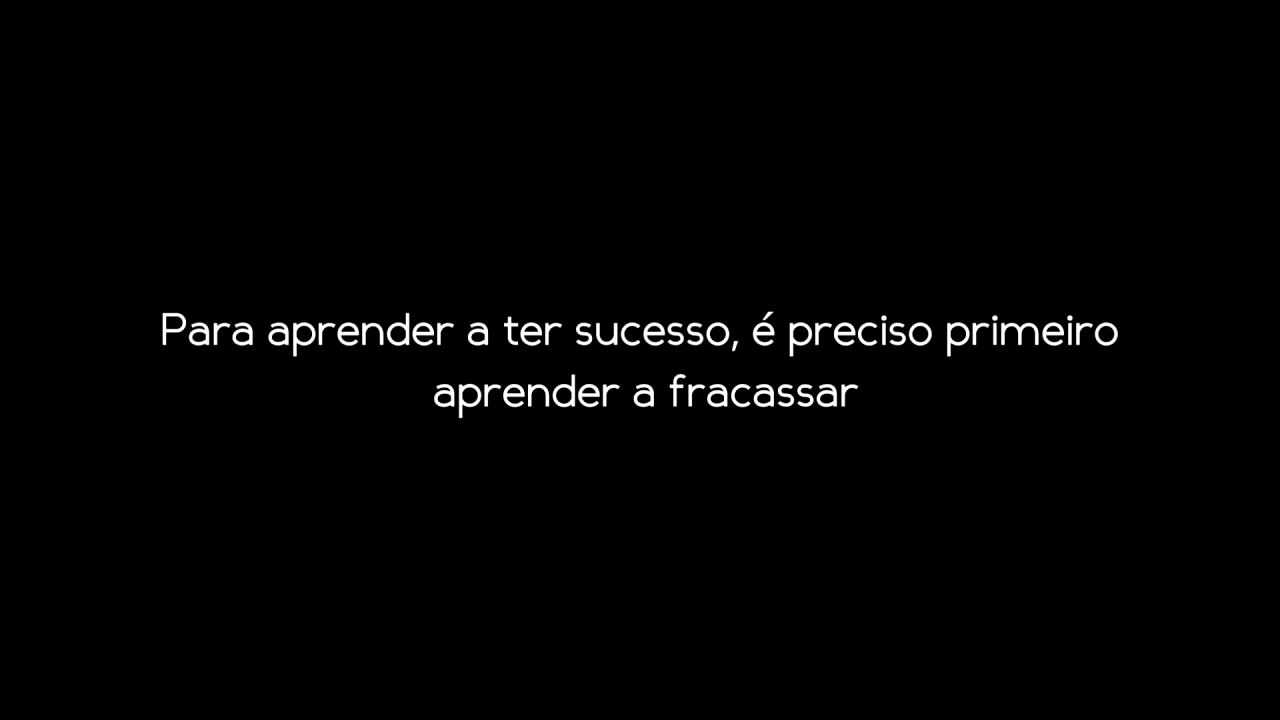 Para aprender a ter sucesso, é preciso primeiro
aprender a fracassar